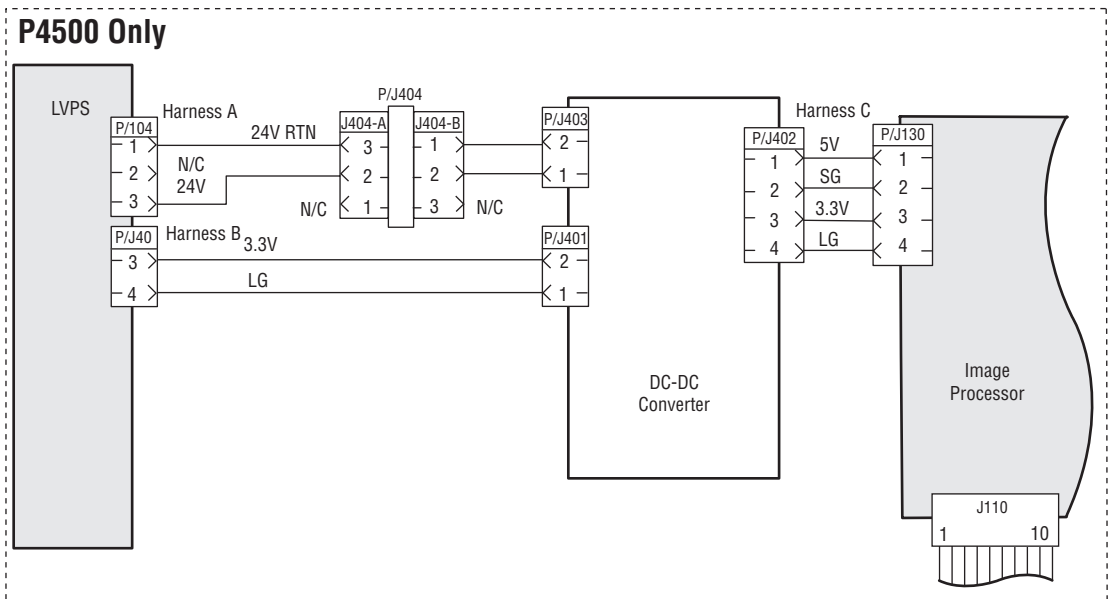 P4500 Only
LVPS
Harness A
P/104
1
2
3
24V RTN
N/C
24V
P/J404
J404-A
J404-B
3
2
1
1
2
3
N/C
N/C
P/J403
2
1
P/J40
3
4
Harness B
3.3V
LG
P/J401
2
1
DC-DC
Converter
Harness C
P/J402
1
2
3
4
5V
SG
3.3V
LG
P/J130
1
2
3
4
Image
Processor
J110
1
10